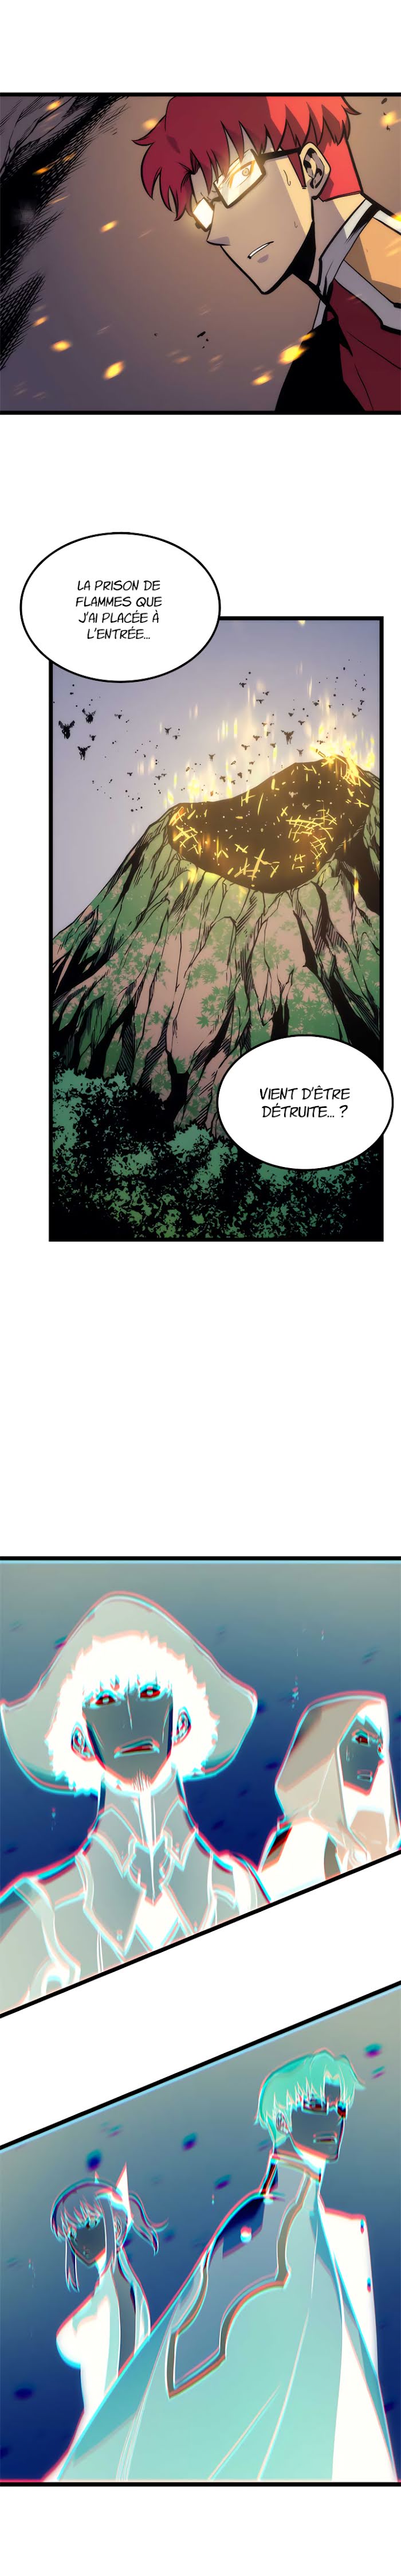 LA PRISON DE
FLAMMES QUE
J'AI PLACÉE À
L'ENTRÉE...
VIENT D'ÊTRE
DÉTRUITE... ?